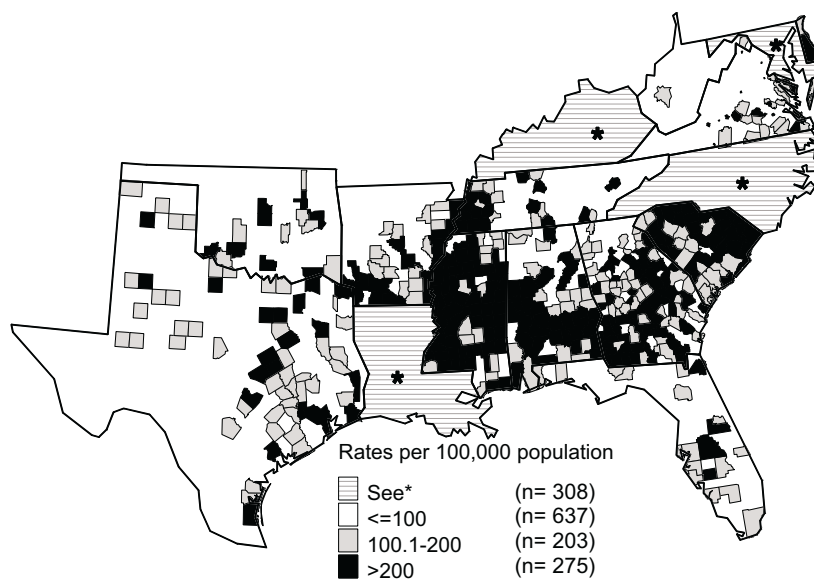 *
*
*
*
Rates per 100,000 population
See* (n= 308)
<=100 (n= 637)
100.1-200 (n= 203)
>200 (n= 275)